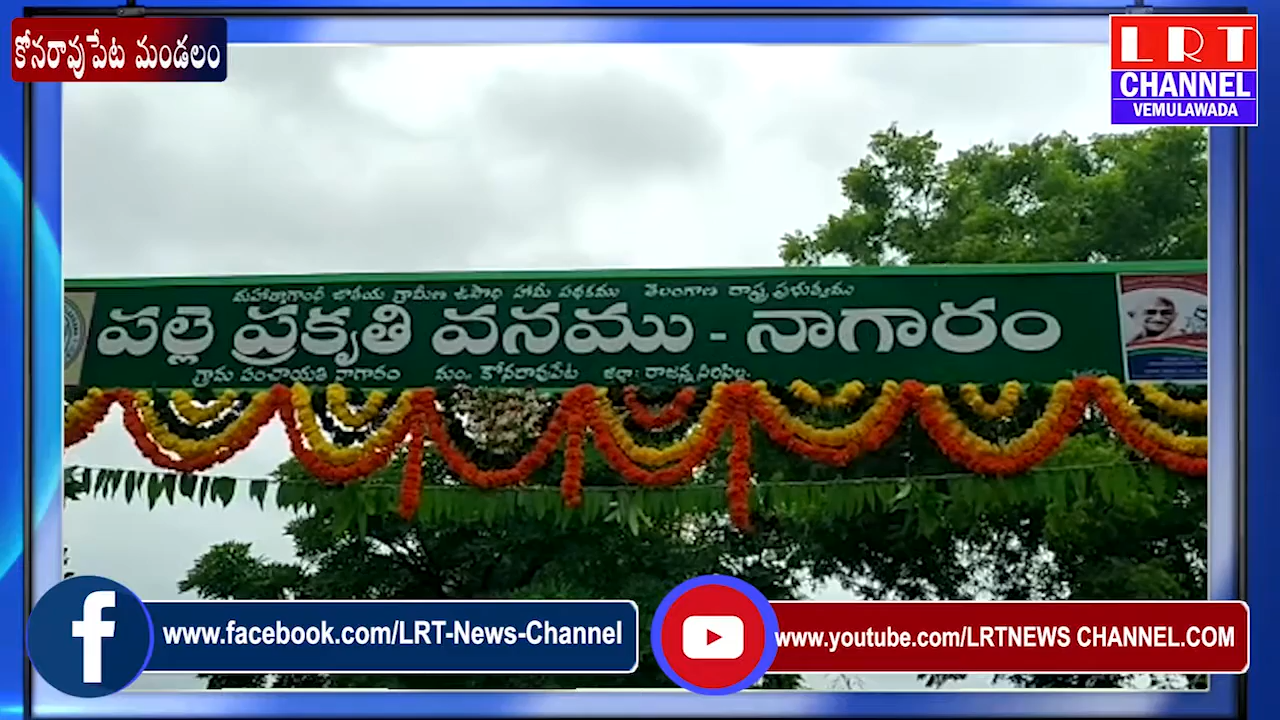 కోనరావుపేట మండలం
LRT
CHANNEL
VEMULAWADA
మహాత్మాగాంధీ జాతీయ గ్రామీణ ఉపాధి హామీ పథకము తెలంగాణ రాష్ట్ర ప్రభుత్వము
పల్లె ప్రకృతి వనము - నాగారం
గ్రామ పంచాయతి నాగారం మం. కోనరావుపేట జిల్లా: రాజన్న సిరిసిల్ల.
www.facebook.com/LRT-News-Channel
www.youtube.com/LRTNEWS CHANNEL.COM